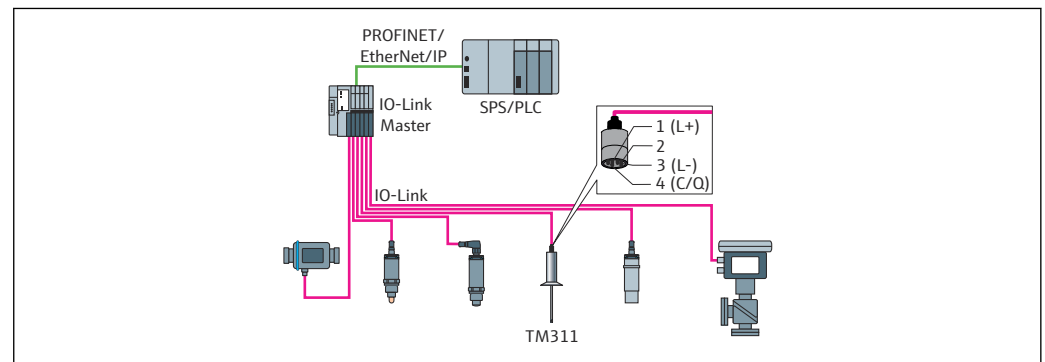 PROFINET/
EtherNet/IP
SPS/PLC
IO-Link
Master
1 (L+)
2
3 (L-)
4 (C/Q)
IO-Link
TM311